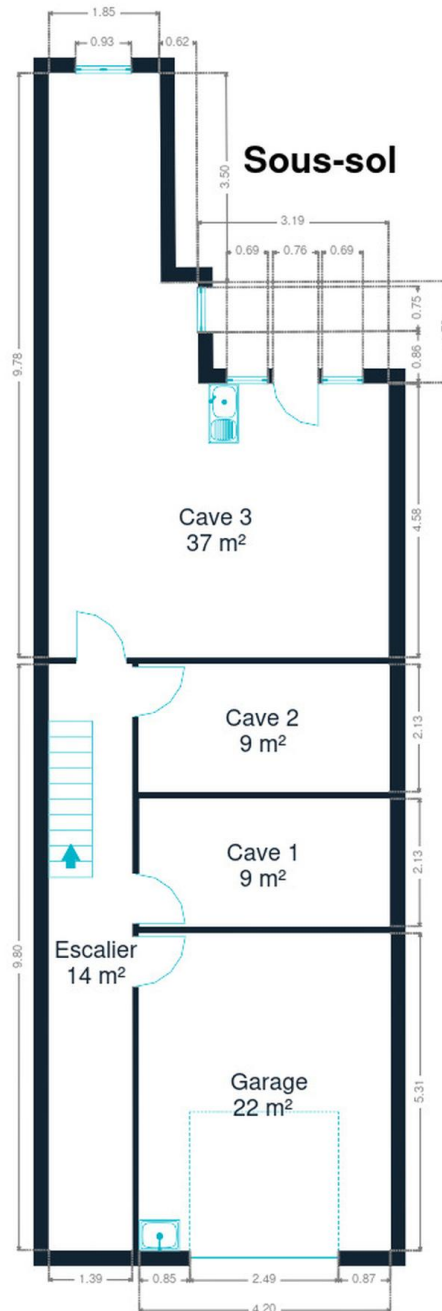 1.85
0.93
0.62
Sous-sol
3.50
3.19
0.69
0.76
0.69
0.75
0.86
9.78
Cave 3
37 m²
4.58
Cave 2
9 m²
2.13
Cave 1
9 m²
2.13
9.80
Escalier
14 m²
Garage
22 m²
5.31
1.39
0.85
2.49
0.87
4.20